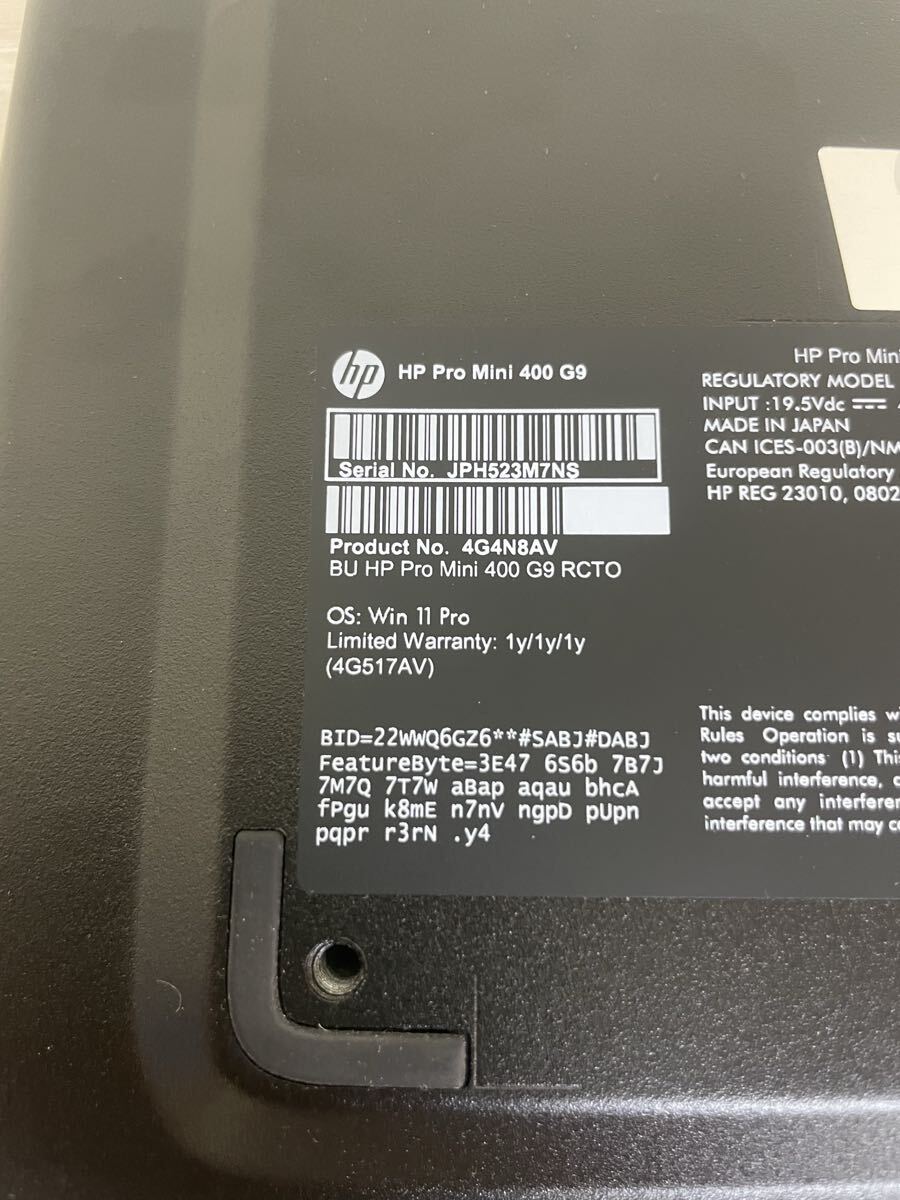 hp
HP Pro Mini 400 G9
Serial No. JPH523M7NS
Product No. 4G4N8AV
BU HP Pro Mini 400 G9 RCTO
OS: Win 11 Pro
Limited Warranty: 1y/1y/1y
(4G517AV)
BID=22WWQ6GZ6**#SABJ#DABJ
FeatureByte=3E47 6S6b 7B7J
7M7Q 7T7W aBap aqau bhcA
fPgu k8mE n7nV ngpD pUpn
pqpr r3rN .y4
HP Pro Mini
REGULATORY MODEL
INPUT :19.5Vdc ⎓
MADE IN JAPAN
CAN ICES-003(B)/NM
European Regulatory
HP REG 23010, 0802
This device complies
Rules Operation is
two conditions (1) This
harmful interference,
accept any
interference that may